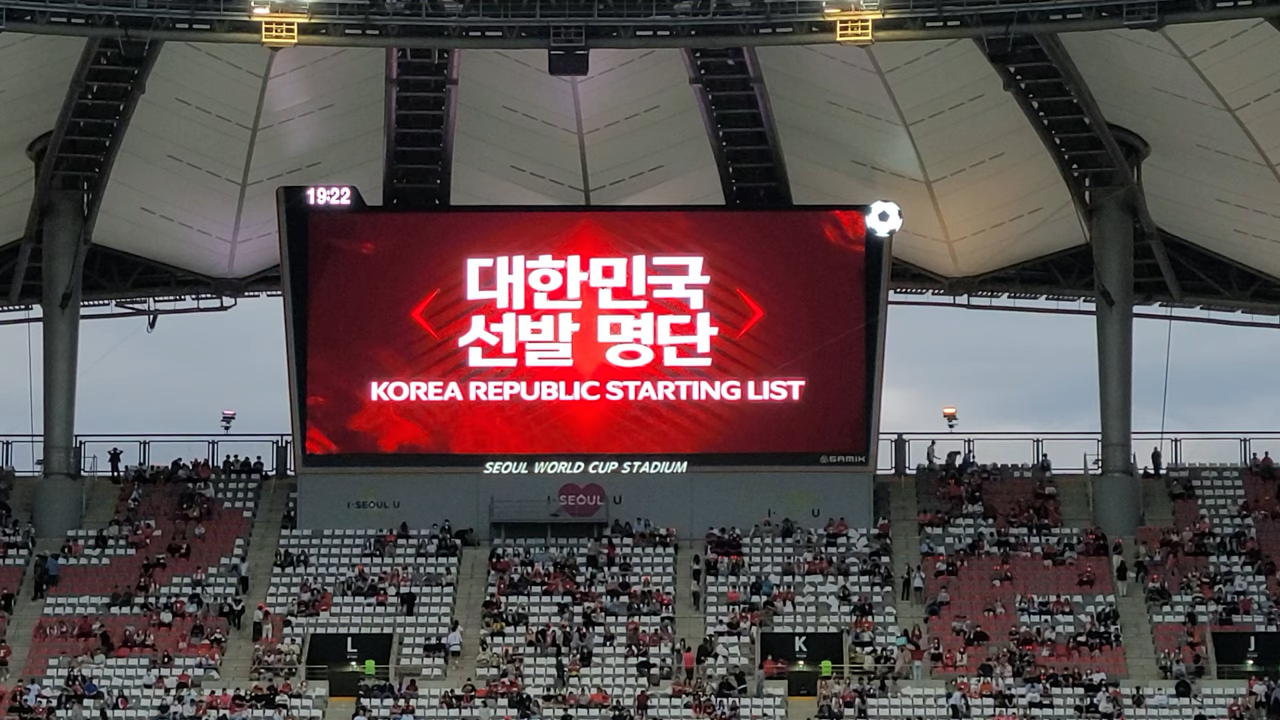 19:22
대한민국
선발 명단
KOREA REPUBLIC STARTING LIST
SAMIK
SEOUL WORLD CUP STADIUM
I·SEOUL·U
I·SEOUL U
I U
L
K
J